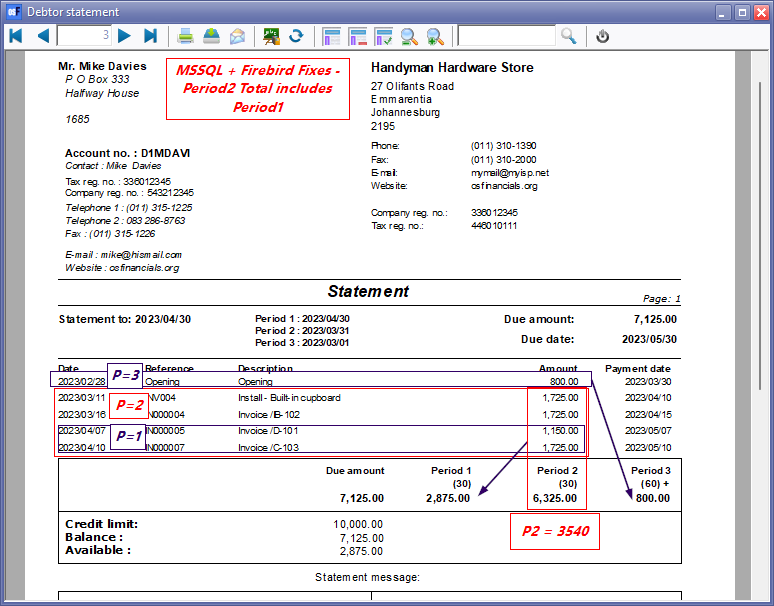 Debtor statement
3
Mr. Mike Davies
P O Box 333
Halfway House
1685
MSSQL + Firebird Fixes -
Period2 Total includes
Period1
Handyman Hardware Store
27 Olifants Road
Emmarentia
Johannesburg
2195
Phone: (011) 310-1390
Fax: (011) 310-2000
E-mail: mymail@myisp.net
Website: osfinancials.org
Company reg. no.: 336012345
Tax reg. no.: 446010111
Account no. : D1MDAVI
Contact : Mike Davies
Tax reg. no. : 336012345
Company reg. no. : 543212345
Telephone 1 : (011) 315-1225
Telephone 2 : 083 286-8763
Fax : (011) 315-1226
E-mail : mike@hismail.com
Website : osfinancials.org
Statement
Page: 1
Statement to: 2023/04/30 Period 1 : 2023/04/30 Due amount: 7,125.00
Period 2 : 2023/03/31
Period 3 : 2023/03/01 Due date: 2023/05/30
Date Reference Description Amount Payment date
2023/02/28 P=3 Opening Opening 800.00 2023/03/30
2023/03/11 NV004 Install - Built-in cupboard 1,725.00 2023/04/10
P=2
2023/03/16 IN000004 Invoice /B-102 1,725.00 2023/04/15
2023/04/07 IN000005 Invoice /D-101 1,150.00 2023/05/07
P=1
2023/04/10 IN000007 Invoice /C-103 1,725.00 2023/05/10
Due amount Period 1 Period 2 Period 3
(30) (30) (60) +
7,125.00 2,875.00 6,325.00 800.00
Credit limit: 10,000.00
Balance : 7,125.00
Available : 2,875.00
P2 = 3540
Statement message: